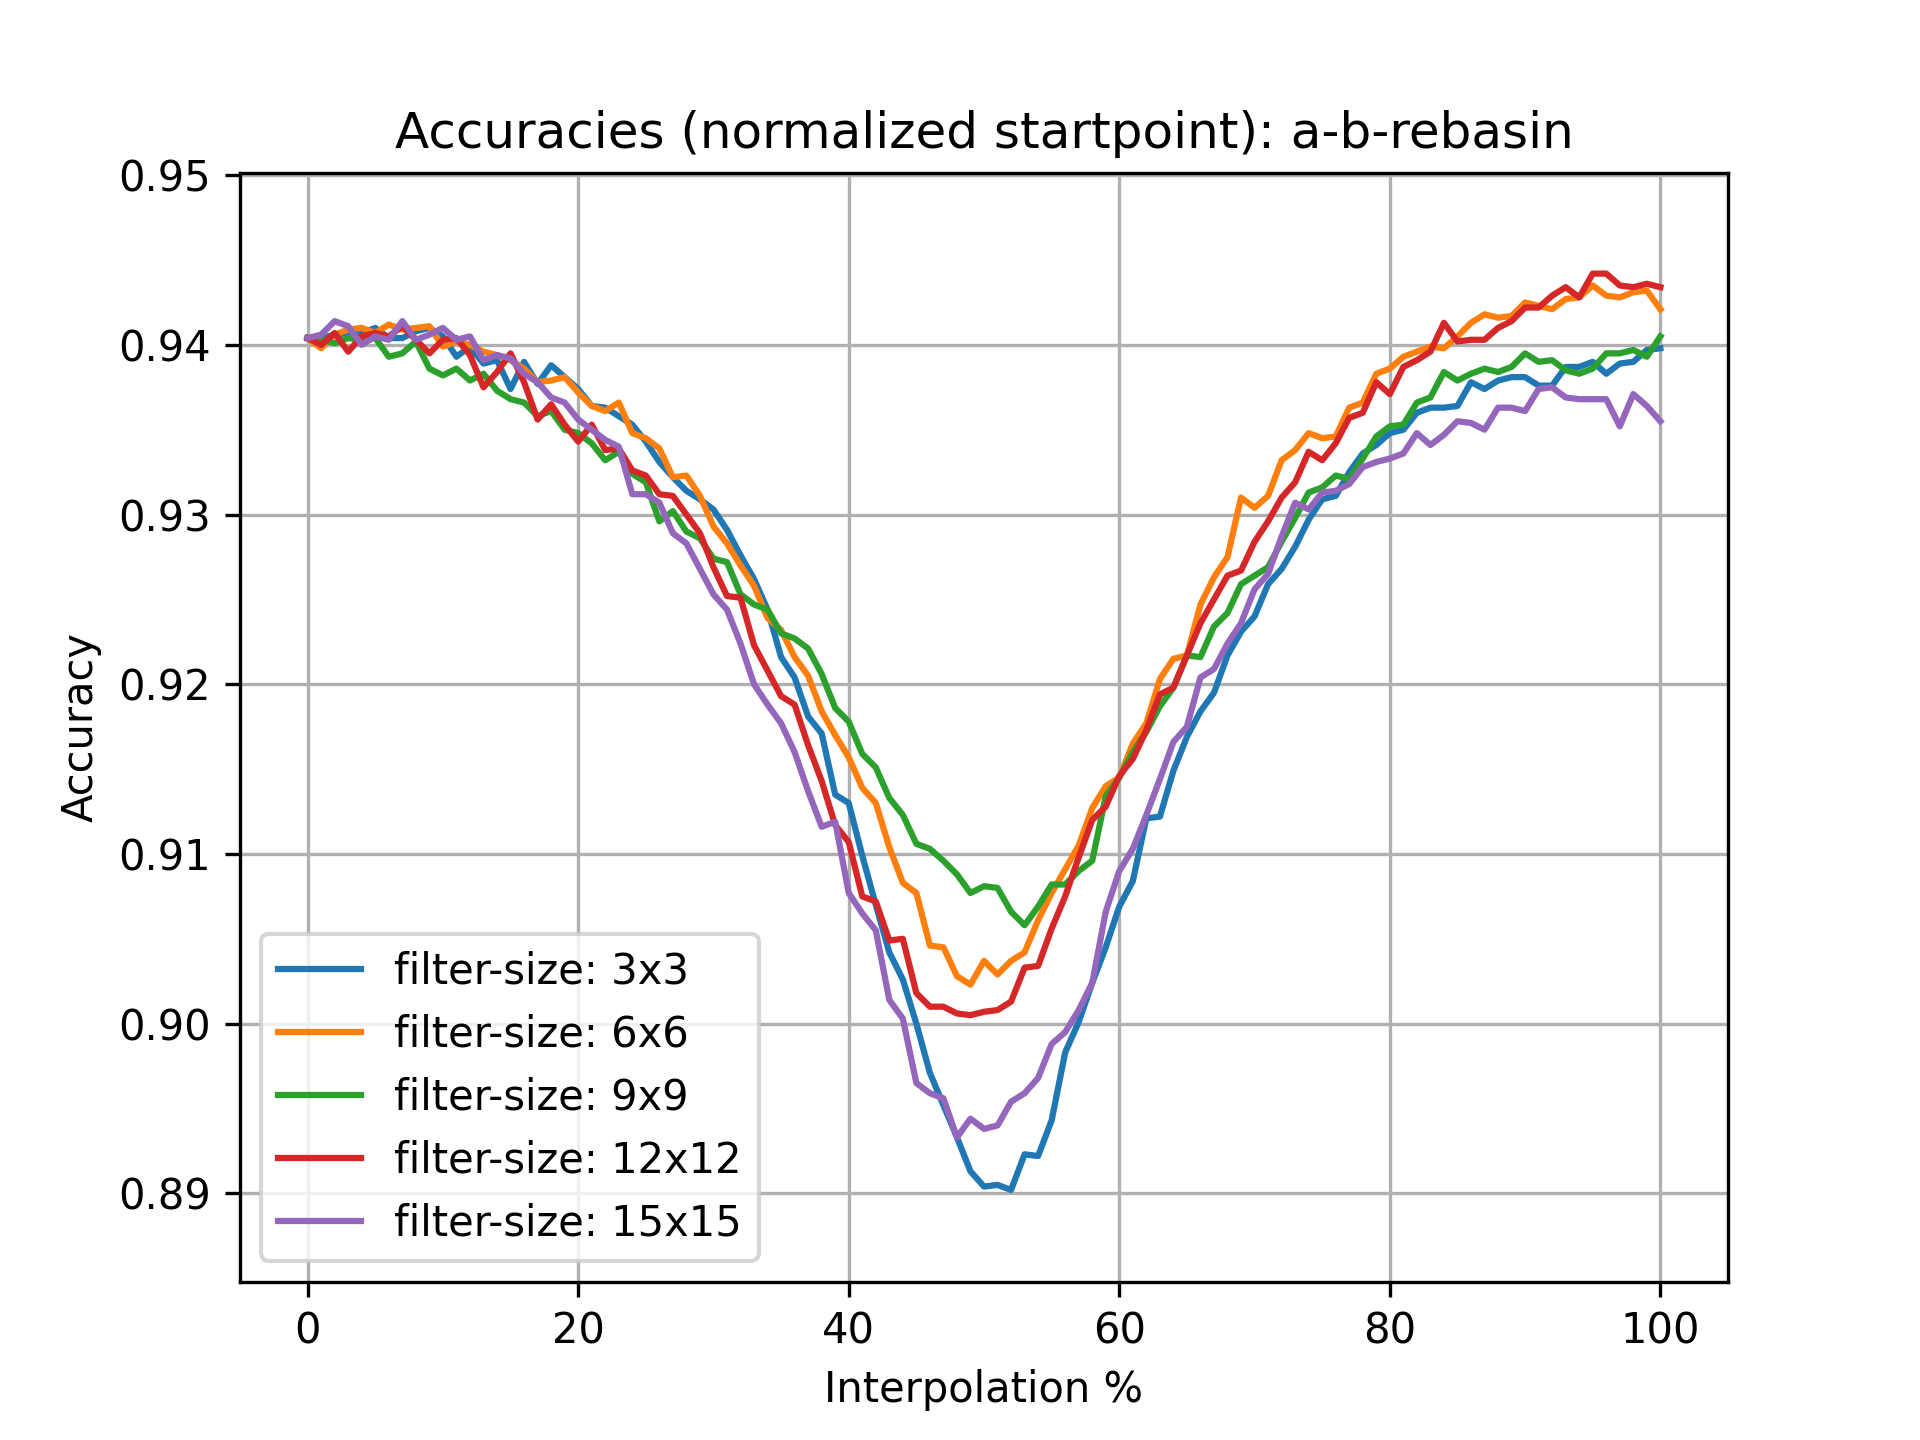 Accuracies (normalized startpoint): a-b-rebasin
0.95
0.94
0.93
0.92
0.91
0.90
0.89
Accuracy
filter-size: 3x3
filter-size: 6x6
filter-size: 9x9
filter-size: 12x12
filter-size: 15x15
0 20 40 60 80 100
Interpolation %